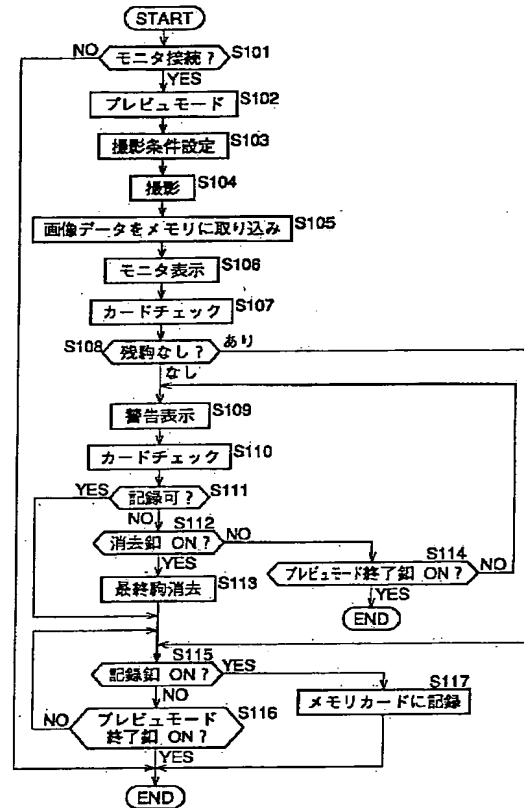 START
NO モニタ接続? S101
YES
プレビュモード S102
撮影条件設定 S103
撮影 S104
画像データをメモリに取り込み S105
モニタ表示 S106
カードチェック S107
S108 残駒なし? あり
なし
警告表示 S109
カードチェック S110
YES 記録可? S111
NO S112
消去釦 ON? NO
YES
最終駒消去 S113
S114
プレビュモード終了釦 ON? NO
YES
END
S115
記録釦 ON? YES
NO
S117
メモリカードに記録
NO プレビュモード S116
終了釦 ON?
YES
END